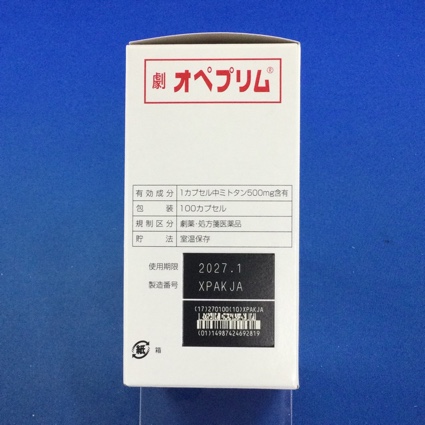 劇 オペプリム®
有効成分 1カプセル中ミトタン500mg含有
包装 100カプセル
規制区分 劇薬・処方箋医薬品
貯法 室温保存
使用期限 2027.1
製造番号 XPAKJA
(17)270100(10)XPAKJA
(01)14987424692819
紙 箱